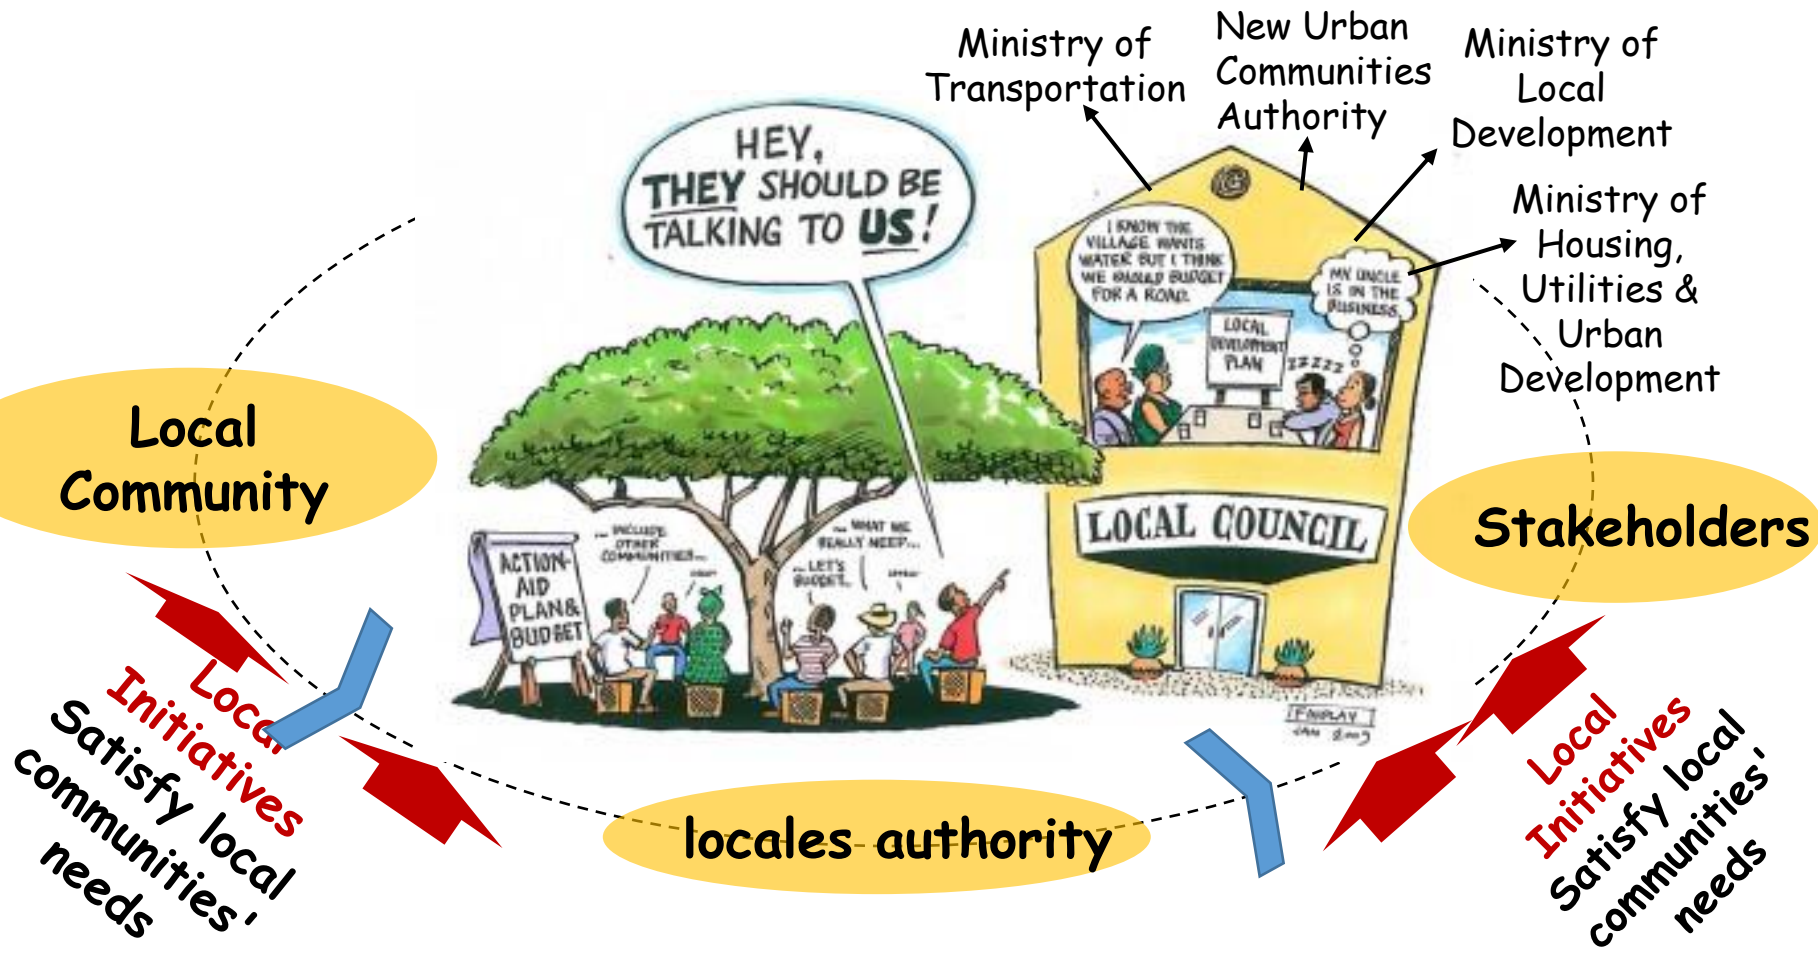 Ministry of
Transportation
New Urban
Communities
Authority
Ministry of
Local
Development
Ministry of
Housing,
Utilities &
Urban
Development
HEY,
THEY SHOULD BE
TALKING TO US!
I KNOW THE
VILLAGE WANTS
WATER BUT I THINK
WE SHOULD BUDGET
FOR A ROAD.
MY UNCLE
IS IN THE
BUSINESS.
LOCAL
DEVELOPMENT
PLAN
ZZZZZ
Local
Community
LOCAL COUNCIL
Stakeholders
ACTION-
AID
PLAN &
BUDGET
... INCLUDE
OTHER
COMMUNITIES...
... WHAT WE
REALLY NEED...
... LET'S
BUDGET...
FINDLAY
JAN 2009
Local
Initiatives
Satisfy local
communities'
needs
locales authority
Local
Initiatives
Satisfy local
communities'
needs